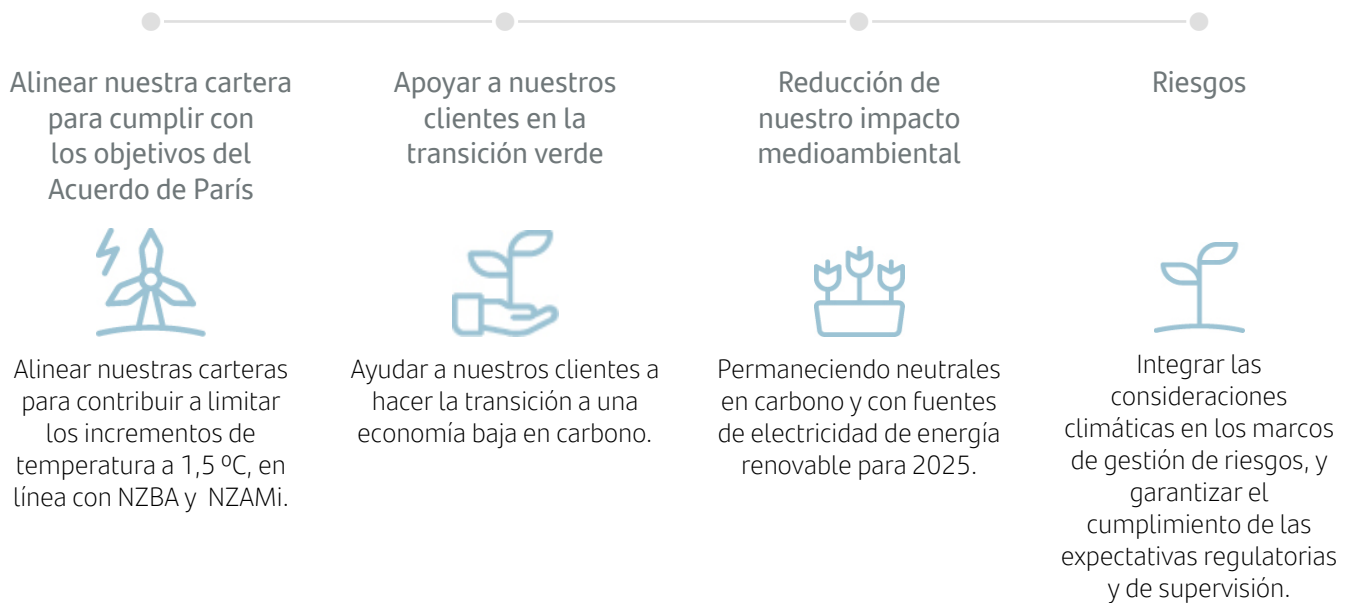 Alinear nuestra cartera
para cumplir con
los objetivos del
Acuerdo de París
Alinear nuestras carteras
para contribuir a limitar
los incrementos de
temperatura a 1,5 ºC, en
línea con NZBA y NZAMi.
Apoyar a nuestros
clientes en la
transición verde
Ayudar a nuestros clientes a
hacer la transición a una
economía baja en carbono.
Reducción de
nuestro impacto
medioambiental
Permaneciendo neutrales
en carbono y con fuentes
de electricidad de energía
renovable para 2025.
Riesgos
Integrar las
consideraciones
climáticas en los marcos
de gestión de riesgos, y
garantizar el
cumplimiento de las
expectativas regulatorias
y de supervisión.